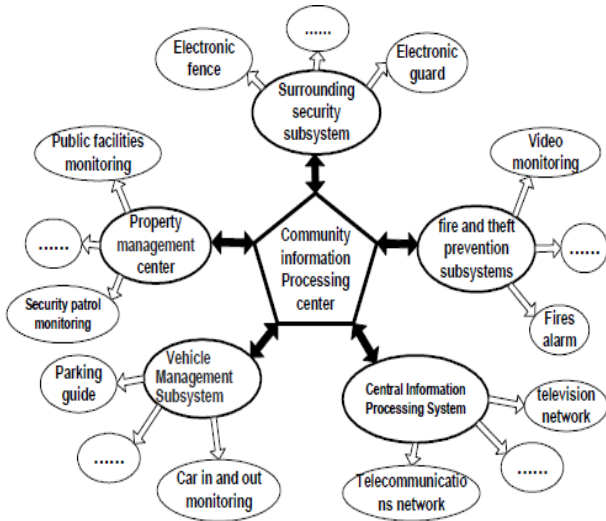 ......
Electronic
fence
Electronic
guard
Surrounding
security
subsystem
Public facilities
monitoring
Video
monitoring
Property
management
center
......
Community
information
Processing
center
fire and theft
prevention
subsystems
......
Security patrol
monitoring
Fires
alarm
Vehicle
Management
Subsystem
Parking
guide
Central Information
Processing System
television
network
......
......
Car in and out
monitoring
Telecommunicatio
ns network